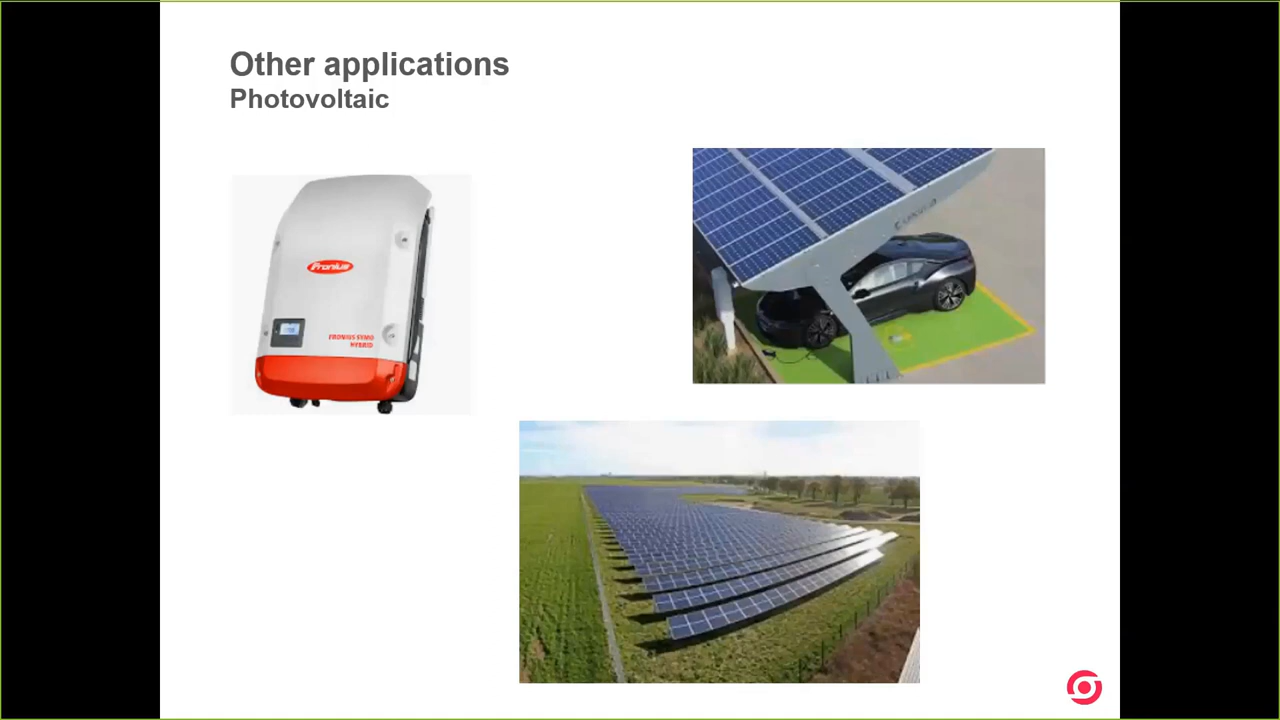 Other applications
Photovoltaic
Fronius
FRONIUS SYMO
HYBRID